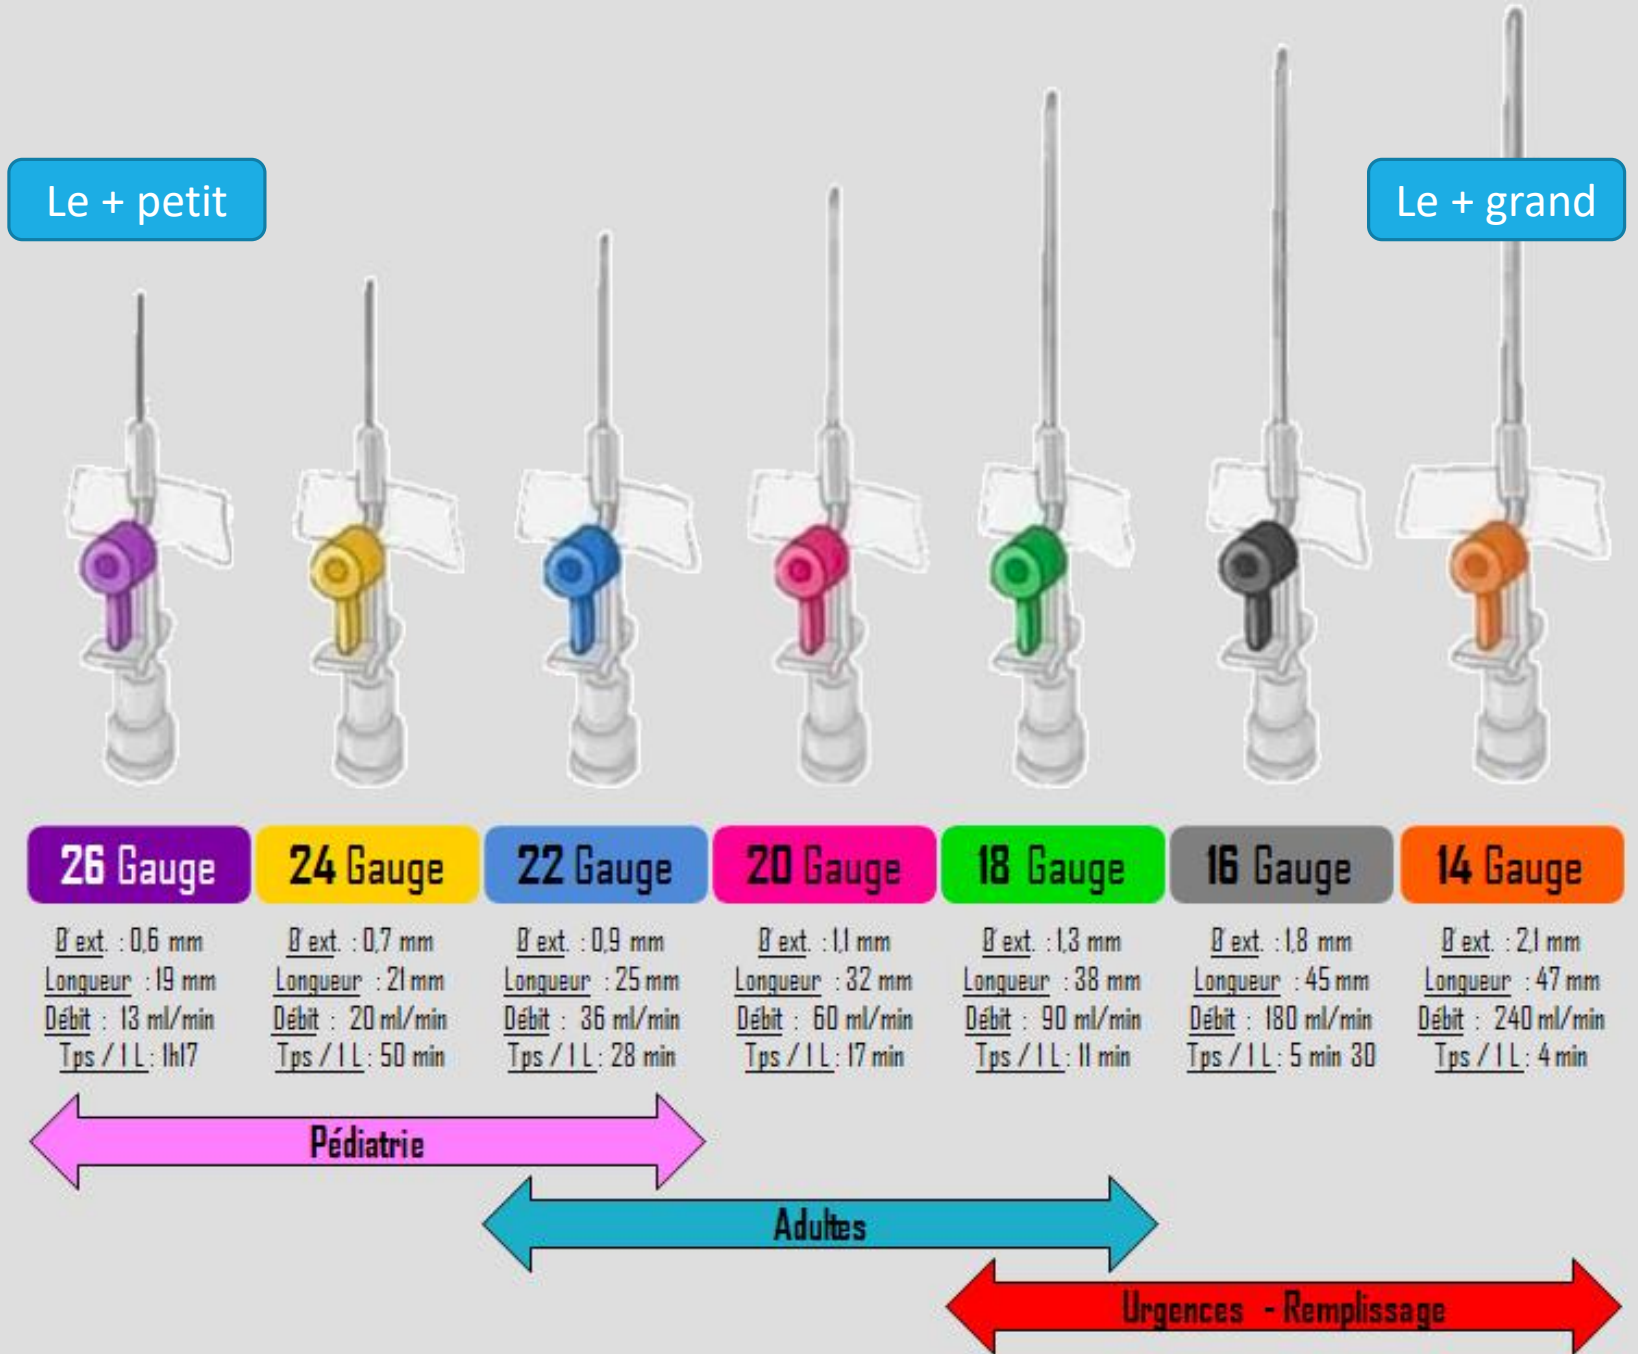 Le + petit
Le + grand
26 Gauge
Ø ext. : 0,6 mm
Longueur : 19 mm
Débit : 13 ml/min
Tps / 1 L : 1h17
24 Gauge
Ø ext. : 0,7 mm
Longueur : 21 mm
Débit : 20 ml/min
Tps / 1 L : 50 min
22 Gauge
Ø ext. : 0,9 mm
Longueur : 25 mm
Débit : 36 ml/min
Tps / 1 L : 28 min
20 Gauge
Ø ext. : 1,1 mm
Longueur : 32 mm
Débit : 60 ml/min
Tps / 1 L : 17 min
18 Gauge
Ø ext. : 1,3 mm
Longueur : 38 mm
Débit : 90 ml/min
Tps / 1 L : 11 min
16 Gauge
Ø ext. : 1,8 mm
Longueur : 45 mm
Débit : 180 ml/min
Tps / 1 L : 5 min 30
14 Gauge
Ø ext. : 2,1 mm
Longueur : 47 mm
Débit : 240 ml/min
Tps / 1 L : 4 min
Pédiatrie
Adultes
Urgences - Remplissage